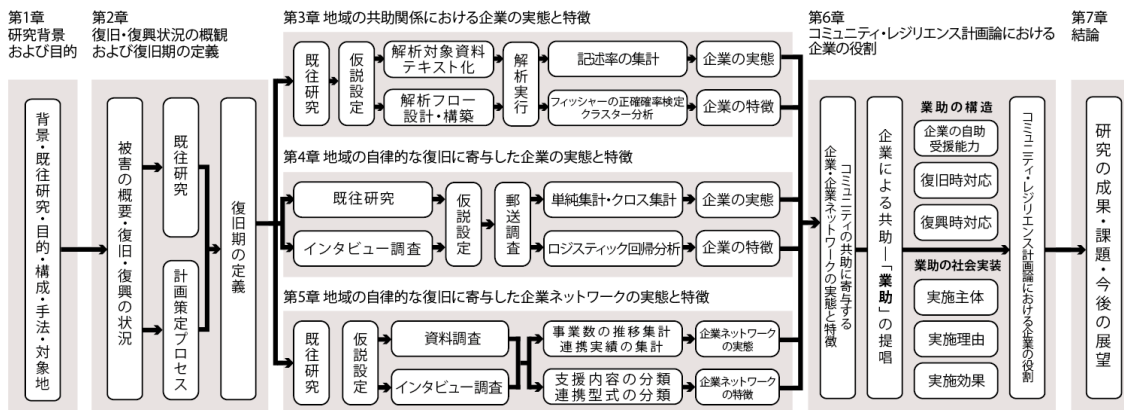 第1章
研究背景
および目的
背景・既往研究・目的・構成・手法・対象地
第2章
復旧・復興状況の概観
および復旧期の定義
被害の概要・復旧・復興の状況
既往研究
計画策定プロセス
復旧期の定義
第3章 地域の共助関係における企業の実態と特徴
既往研究
仮説設定
解析対象資料
テキスト化
解析フロー
設計・構築
解析実行
記述率の集計
フィッシャーの正確確率検定
クラスター分析
企業の実態
企業の特徴
第4章 地域の自律的な復旧に寄与した企業の実態と特徴
既往研究
インタビュー調査
仮説設定
郵送調査
単純集計・クロス集計
ロジスティック回帰分析
企業の実態
企業の特徴
第5章 地域の自律的な復旧に寄与した企業ネットワークの実態と特徴
既往研究
仮説設定
資料調査
インタビュー調査
事業数の推移集計
連携実績の集計
支援内容の分類
連携型式の分類
企業ネットワーク
の実態
企業ネットワーク
の特徴
第6章
コミュニティ・レジリエンス計画論における
企業の役割
コミュニティの共助に寄与する
企業・企業ネットワークの実態と特徴
企業による共助―「業助」の提唱
業助の構造
企業の自助
受援能力
復旧時対応
復興時対応
業助の社会実装
実施主体
実施理由
実施効果
コミュニティ・レジリエンス計画論における企業の役割
第7章
結論
研究の成果・課題・今後の展望